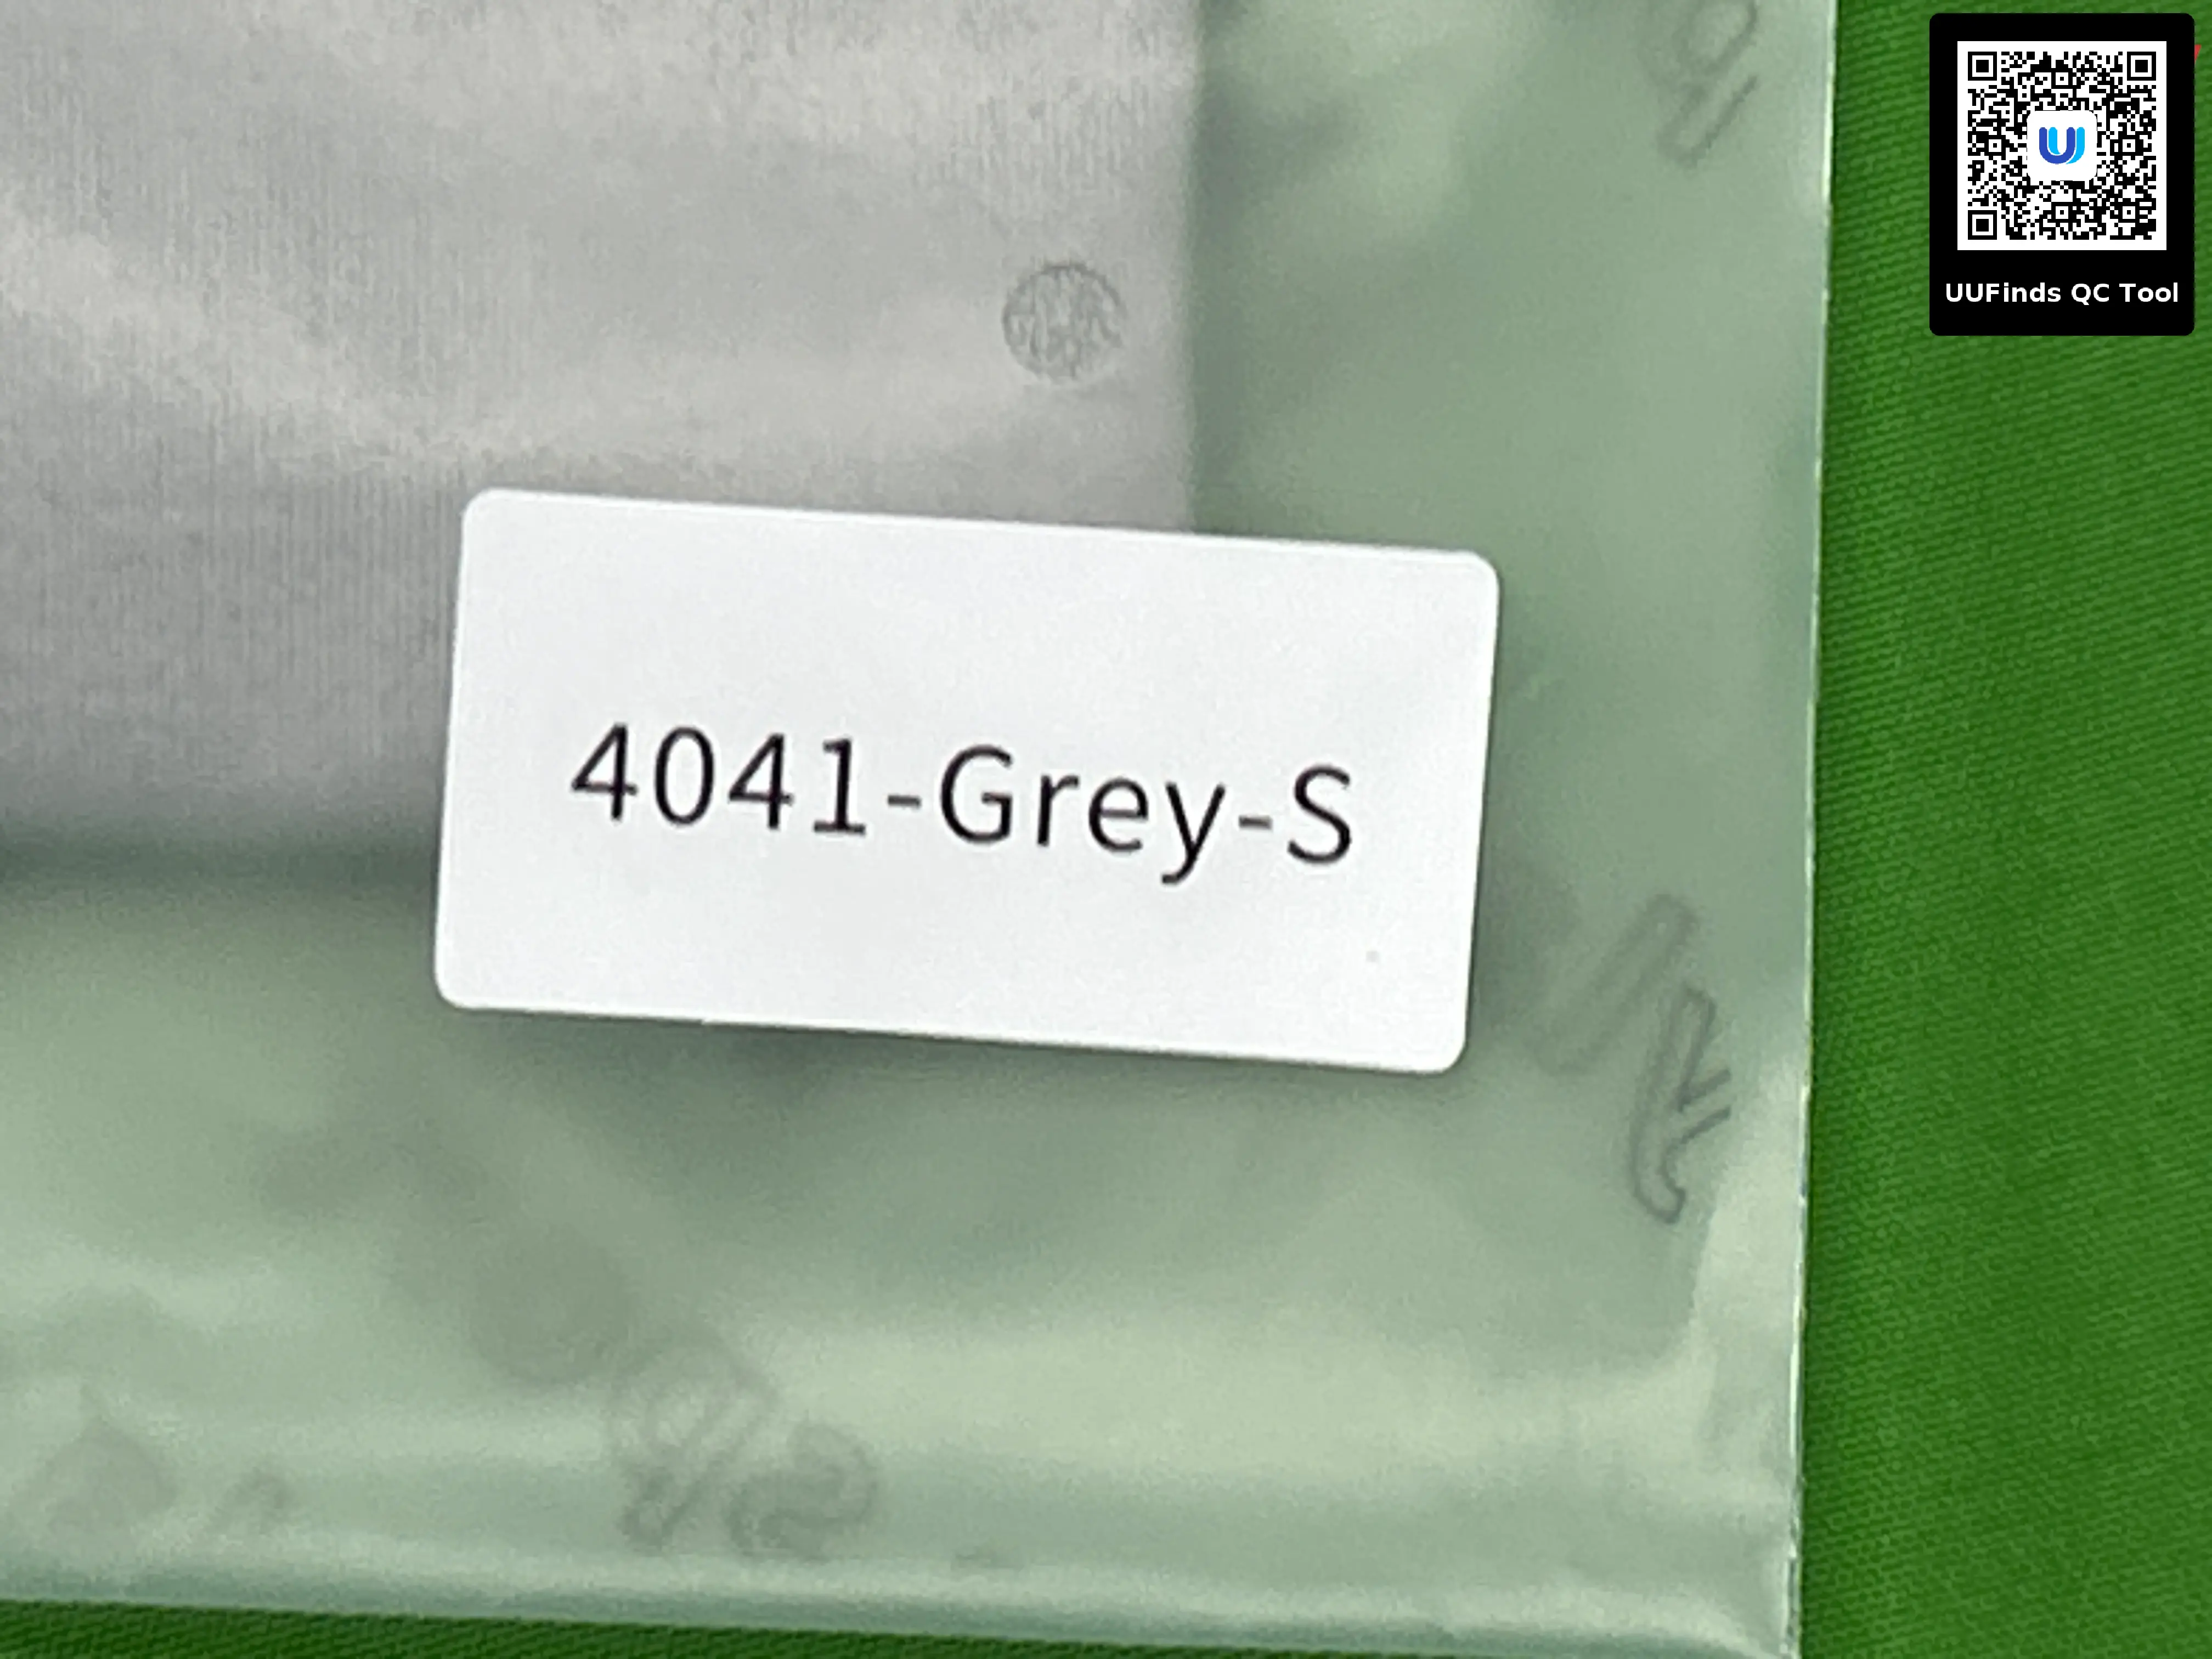 UUFinds QC Tool
4041-Grey-S